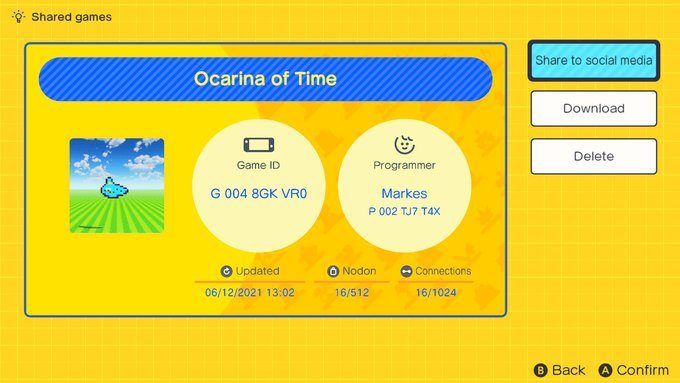 Shared games
Ocarina of Time
Game ID
G 004 8GK VR0
Programmer
Markes
P 002 TJ7 T4X
Updated
06/12/2021 13:02
Nodon
16/512
Connections
16/1024
Share to social media
Download
Delete
B Back A Confirm